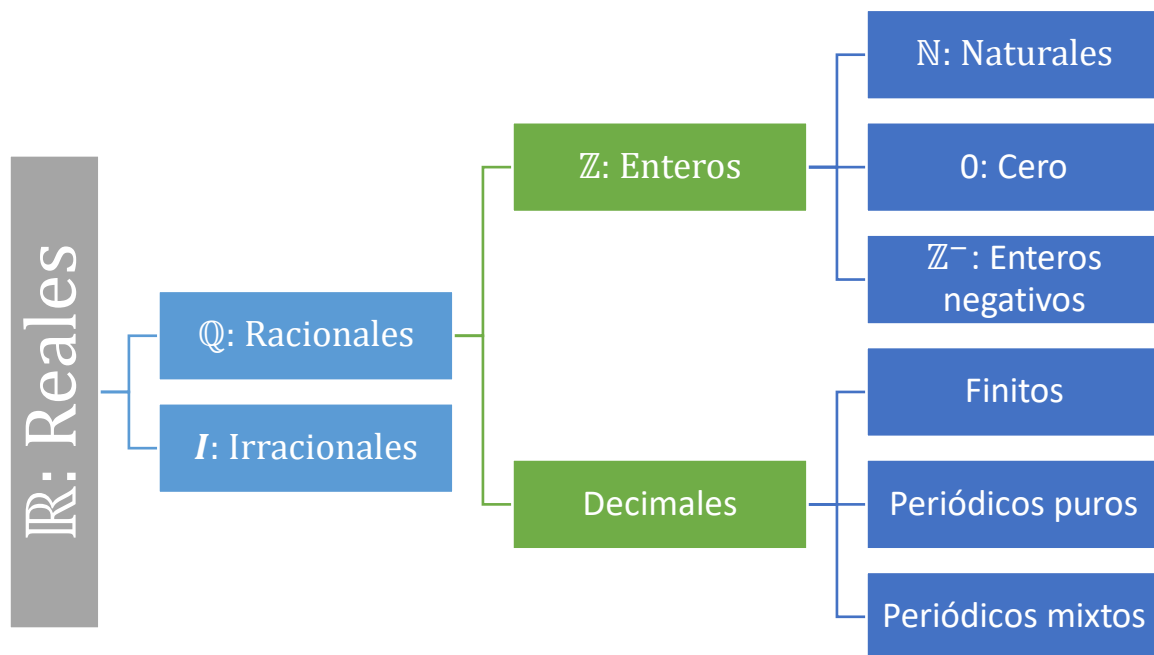 ℝ: Reales
ℚ: Racionales
I: Irracionales
ℤ: Enteros
Decimales
ℕ: Naturales
0: Cero
ℤ⁻: Enteros
negativos
Finitos
Periódicos puros
Periódicos mixtos